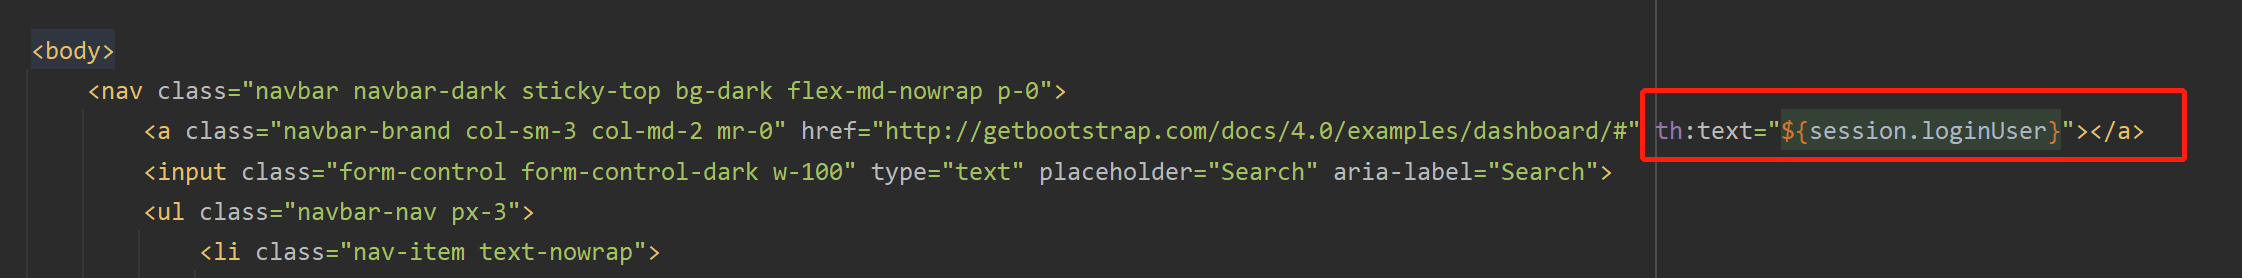 <body>
<nav class="navbar navbar-dark sticky-top bg-dark flex-md-nowrap p-0">
<a class="navbar-brand col-sm-3 col-md-2 mr-0" href="http://getbootstrap.com/docs/4.0/examples/dashboard/#" th:text="${session.loginUser}"></a>
<input class="form-control form-control-dark w-100" type="text" placeholder="Search" aria-label="Search">
<ul class="navbar-nav px-3">
<li class="nav-item text-nowrap">